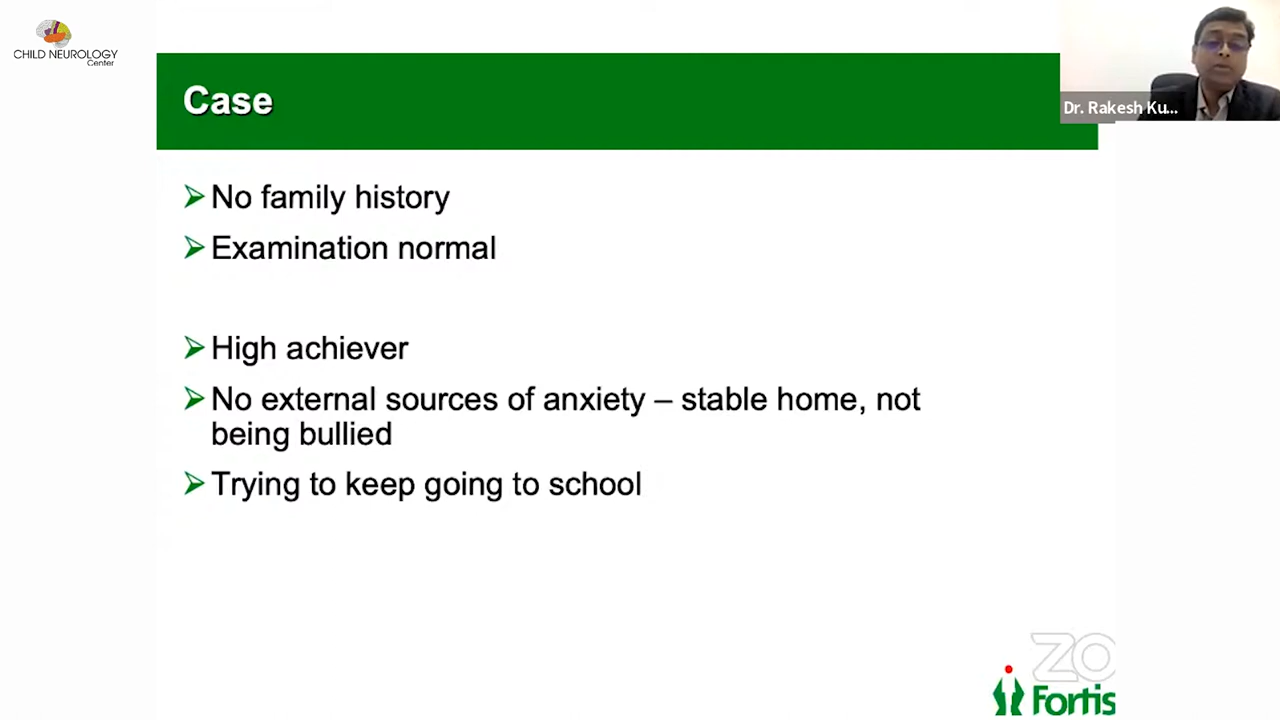 CHILD NEUROLOGY
Center
Case
Dr. Rakesh Ku...
No family history
Examination normal
High achiever
No external sources of anxiety – stable home, not
being bullied
Trying to keep going to school
ZO
Fortis